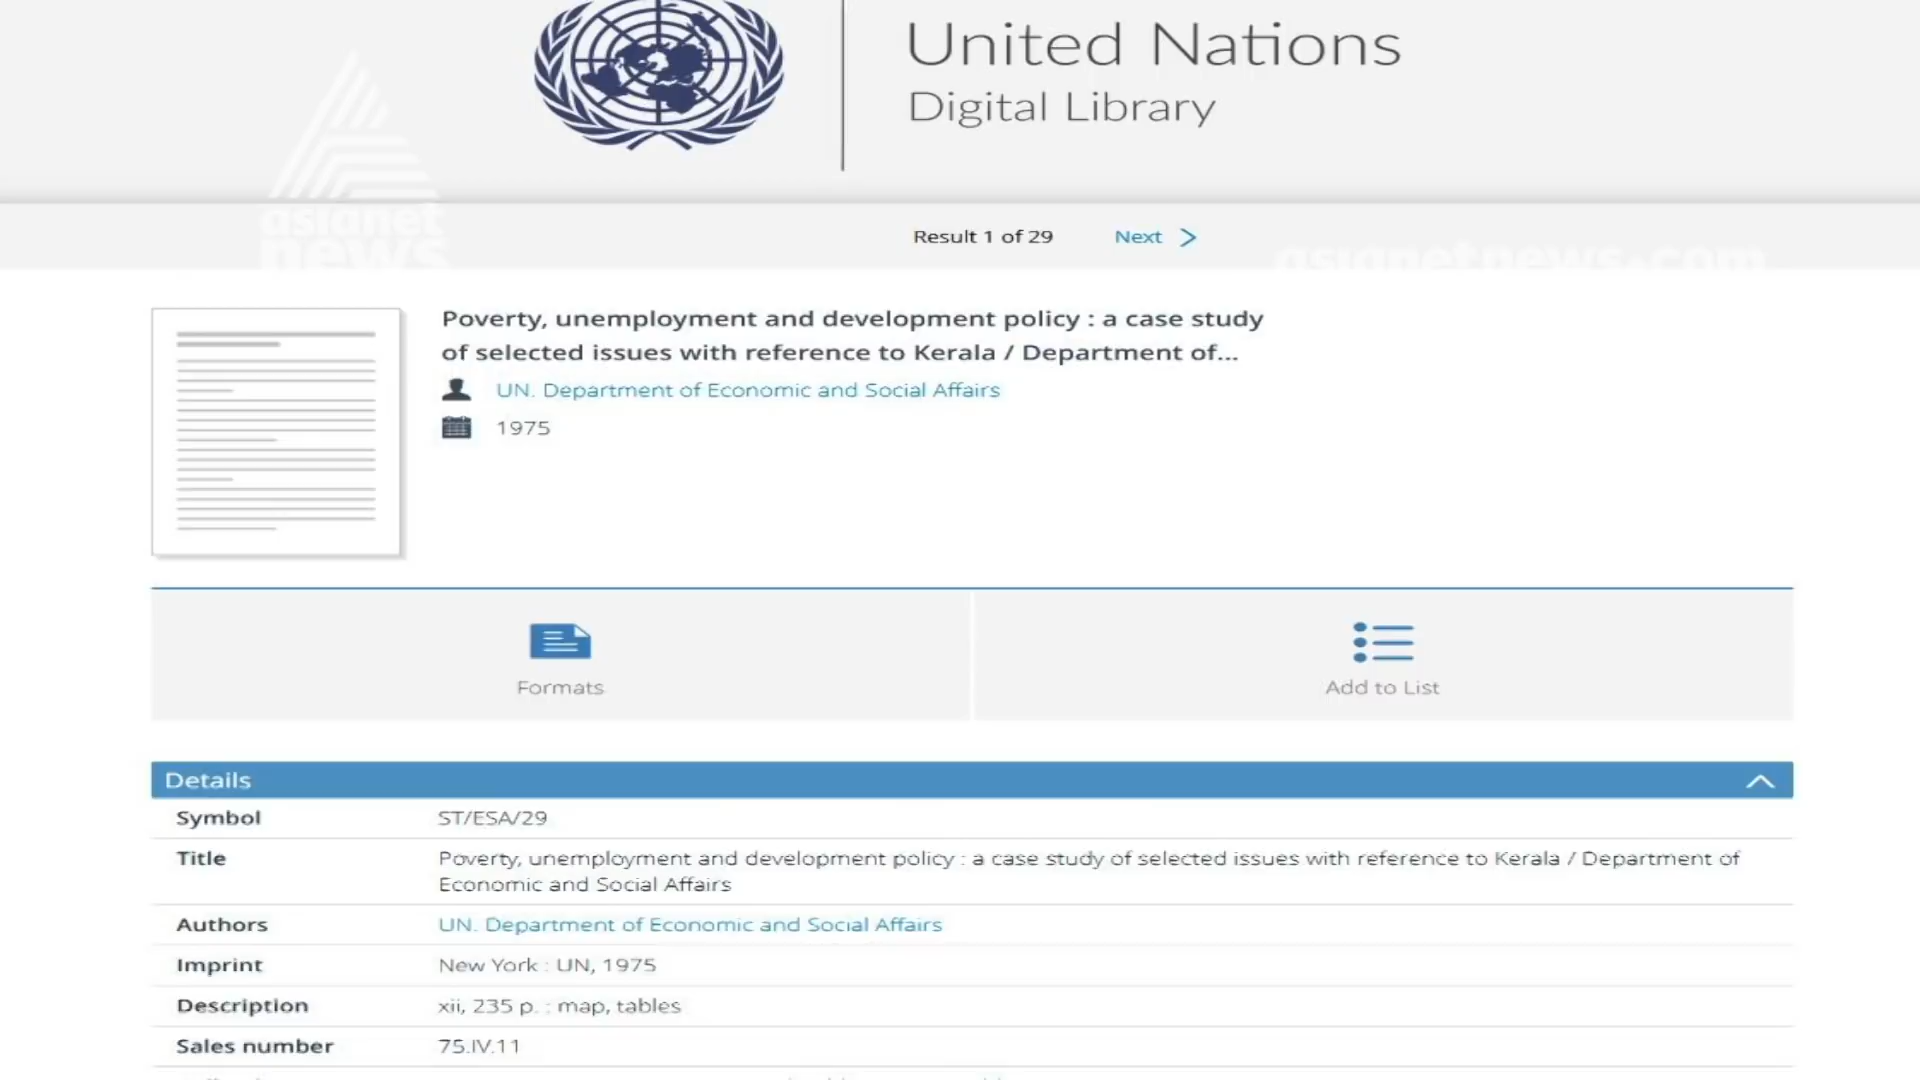 United Nations
Digital Library
asianet
news
Result 1 of 29
Next
asianetnews.com
Poverty, unemployment and development policy : a case study
of selected issues with reference to Kerala / Department of...
UN. Department of Economic and Social Affairs
1975
Formats
Add to List
Details
Symbol ST/ESA/29
Title Poverty, unemployment and development policy : a case study of selected issues with reference to Kerala / Department of
Economic and Social Affairs
Authors UN. Department of Economic and Social Affairs
Imprint New York : UN, 1975
Description xii, 235 p. : map, tables
Sales number 75.IV.11